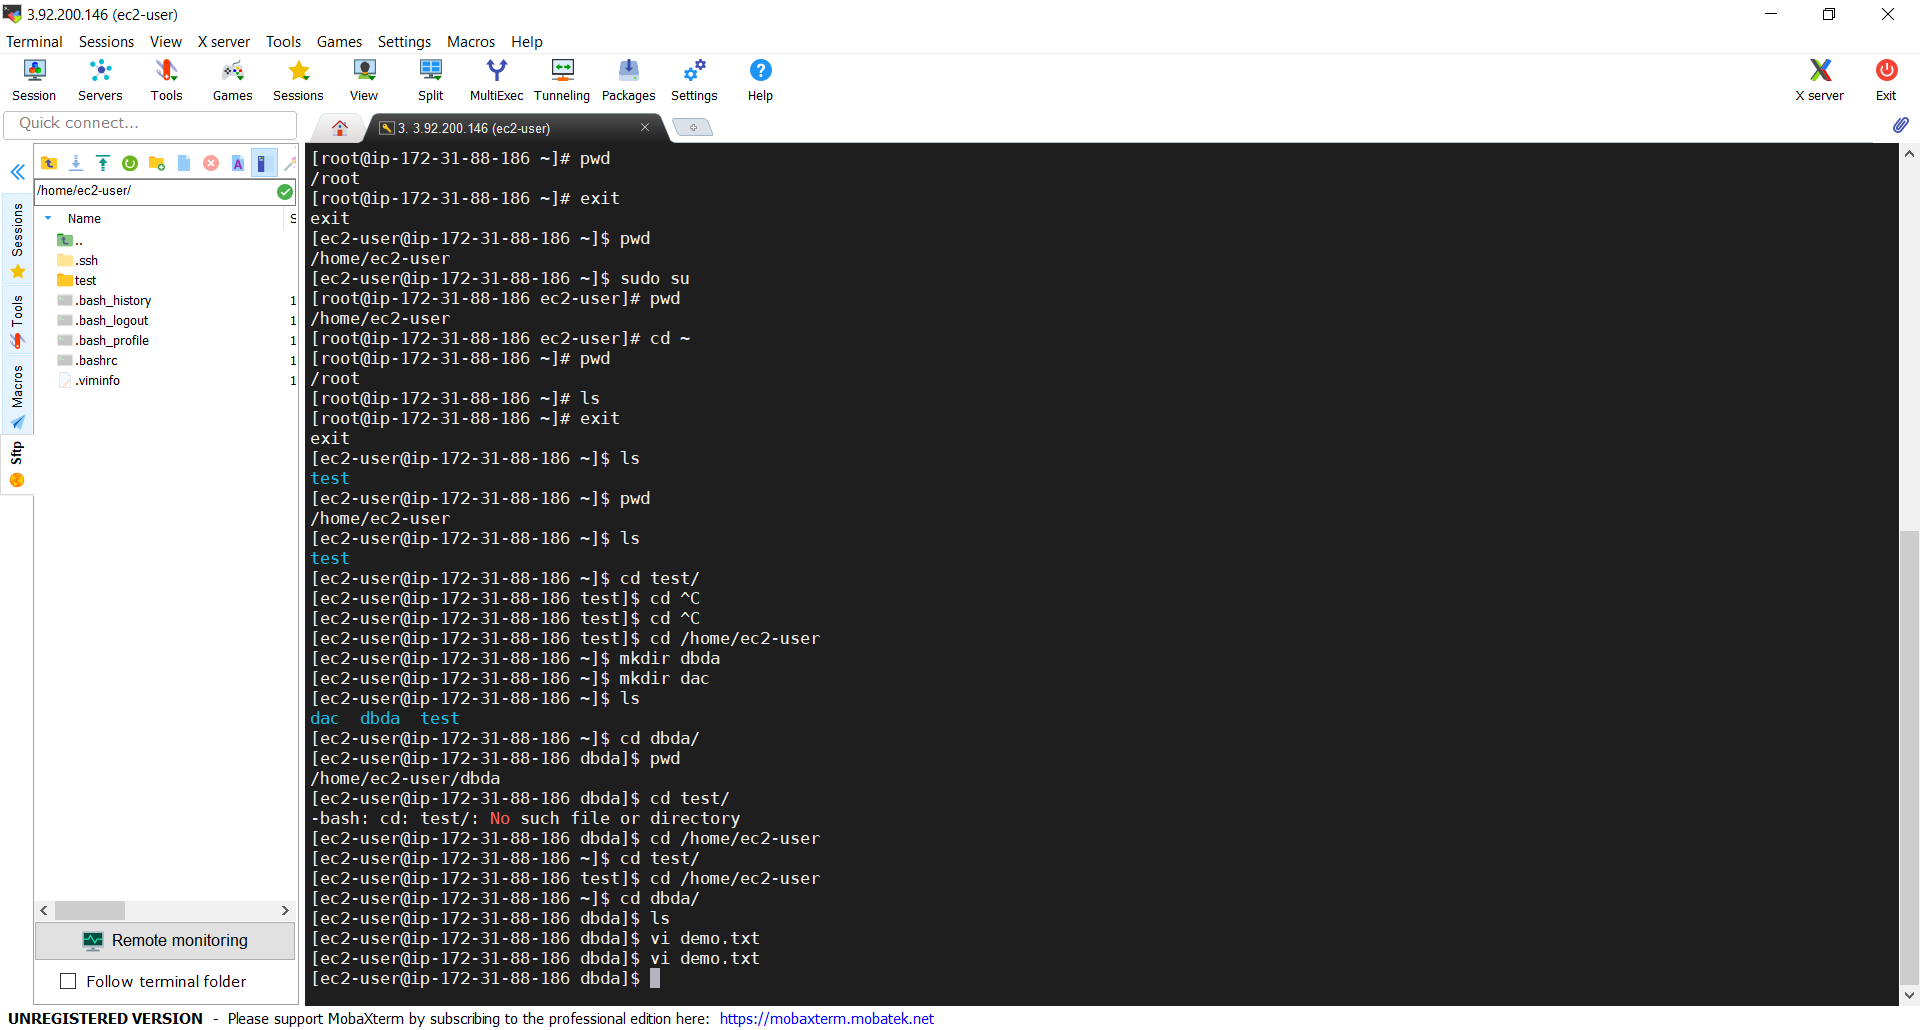 3.92.200.146 (ec2-user)
Terminal Sessions View X server Tools Games Settings Macros Help
Session Servers Tools Games Sessions View Split MultiExec Tunneling Packages Settings Help X server Exit
Quick connect...
3. 3.92.200.146 (ec2-user)
/home/ec2-user/
Name S
..
.ssh
test
.bash_history 1
.bash_logout 1
.bash_profile 1
.bashrc 1
.viminfo 1
Sessions
Tools
Macros
Sftp
Remote monitoring
Follow terminal folder
[root@ip-172-31-88-186 ~]# pwd
/root
[root@ip-172-31-88-186 ~]# exit
exit
[ec2-user@ip-172-31-88-186 ~]$ pwd
/home/ec2-user
[ec2-user@ip-172-31-88-186 ~]$ sudo su
[root@ip-172-31-88-186 ec2-user]# pwd
/home/ec2-user
[root@ip-172-31-88-186 ec2-user]# cd ~
[root@ip-172-31-88-186 ~]# pwd
/root
[root@ip-172-31-88-186 ~]# ls
[root@ip-172-31-88-186 ~]# exit
exit
[ec2-user@ip-172-31-88-186 ~]$ ls
test
[ec2-user@ip-172-31-88-186 ~]$ pwd
/home/ec2-user
[ec2-user@ip-172-31-88-186 ~]$ ls
test
[ec2-user@ip-172-31-88-186 ~]$ cd test/
[ec2-user@ip-172-31-88-186 test]$ cd ^C
[ec2-user@ip-172-31-88-186 test]$ cd ^C
[ec2-user@ip-172-31-88-186 test]$ cd /home/ec2-user
[ec2-user@ip-172-31-88-186 ~]$ mkdir dbda
[ec2-user@ip-172-31-88-186 ~]$ mkdir dac
[ec2-user@ip-172-31-88-186 ~]$ ls
dac dbda test
[ec2-user@ip-172-31-88-186 ~]$ cd dbda/
[ec2-user@ip-172-31-88-186 dbda]$ pwd
/home/ec2-user/dbda
[ec2-user@ip-172-31-88-186 dbda]$ cd test/
-bash: cd: test/: No such file or directory
[ec2-user@ip-172-31-88-186 dbda]$ cd /home/ec2-user
[ec2-user@ip-172-31-88-186 ~]$ cd test/
[ec2-user@ip-172-31-88-186 test]$ cd /home/ec2-user
[ec2-user@ip-172-31-88-186 ~]$ cd dbda/
[ec2-user@ip-172-31-88-186 dbda]$ ls
[ec2-user@ip-172-31-88-186 dbda]$ vi demo.txt
[ec2-user@ip-172-31-88-186 dbda]$ vi demo.txt
[ec2-user@ip-172-31-88-186 dbda]$
UNREGISTERED VERSION - Please support MobaXterm by subscribing to the professional edition here: https://mobaxterm.mobatek.net